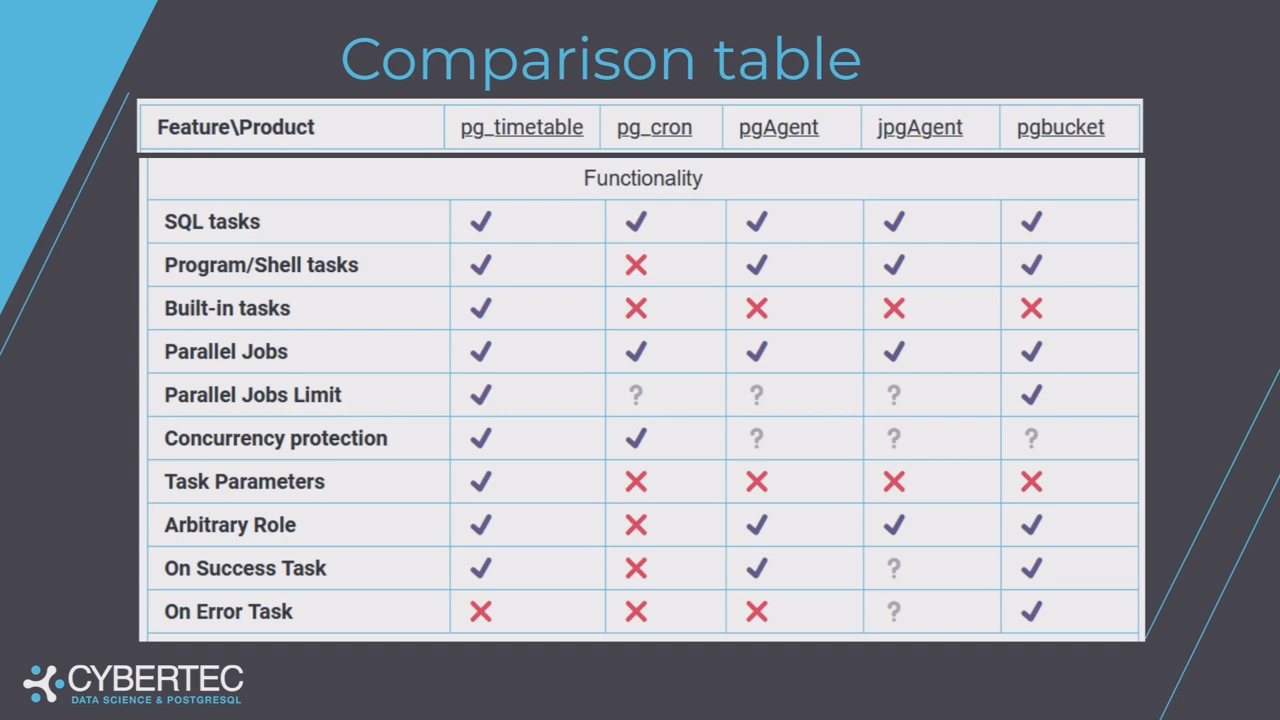 Comparison table
Feature\Product pg_timetable pg_cron pgAgent jpgAgent pgbucket
Functionality
SQL tasks ✔ ✔ ✔ ✔ ✔
Program/Shell tasks ✔ ❌ ✔ ✔ ✔
Built-in tasks ✔ ❌ ❌ ❌ ❌
Parallel Jobs ✔ ✔ ✔ ✔ ✔
Parallel Jobs Limit ✔ ? ? ? ✔
Concurrency protection ✔ ✔ ? ? ?
Task Parameters ✔ ❌ ❌ ❌ ❌
Arbitrary Role ✔ ❌ ✔ ✔ ✔
On Success Task ✔ ❌ ✔ ? ✔
On Error Task ❌ ❌ ❌ ? ✔
CYBERTEC
DATA SCIENCE & POSTGRESQL